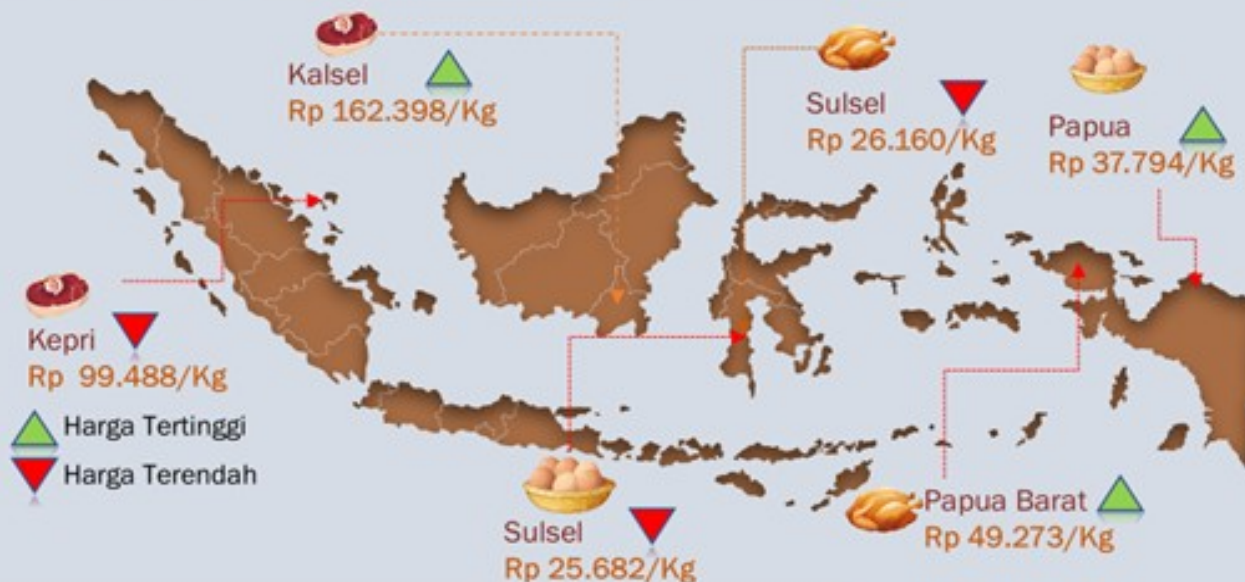 Kalsel
Rp 162.398/Kg
Sulsel
Rp 26.160/Kg
Papua
Rp 37.794/Kg
Kepri
Rp 99.488/Kg
Harga Tertinggi
Harga Terendah
Sulsel
Rp 25.682/Kg
Papua Barat
Rp 49.273/Kg